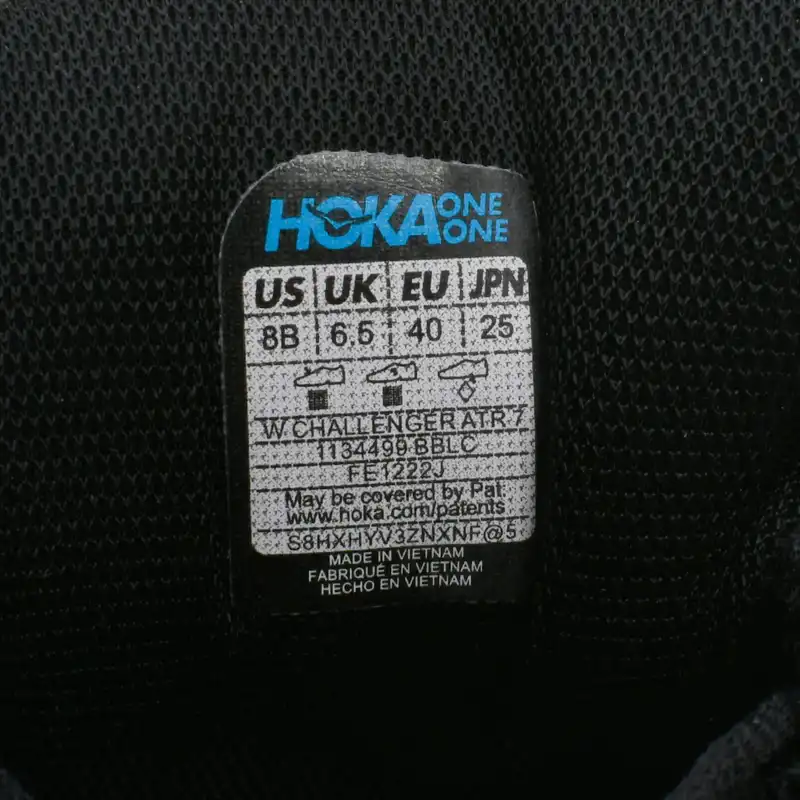 HOKA ONE ONE
US UK EU JPN
8B 6.5 40 25
W CHALLENGER ATR 7
1134499 BBLC
FE1222J
May be covered by Pat:
www.hoka.com/patents
S8HXHYV3ZNXNF@5
MADE IN VIETNAM
FABRIQUÉ EN VIETNAM
HECHO EN VIETNAM